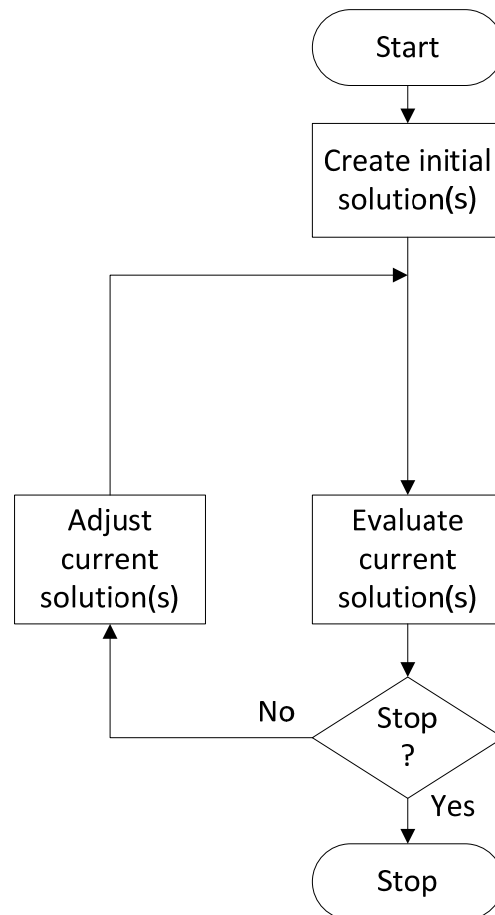 Start
Create initial
solution(s)
Adjust
current
solution(s)
Evaluate
current
solution(s)
No
Stop
?
Yes
Stop